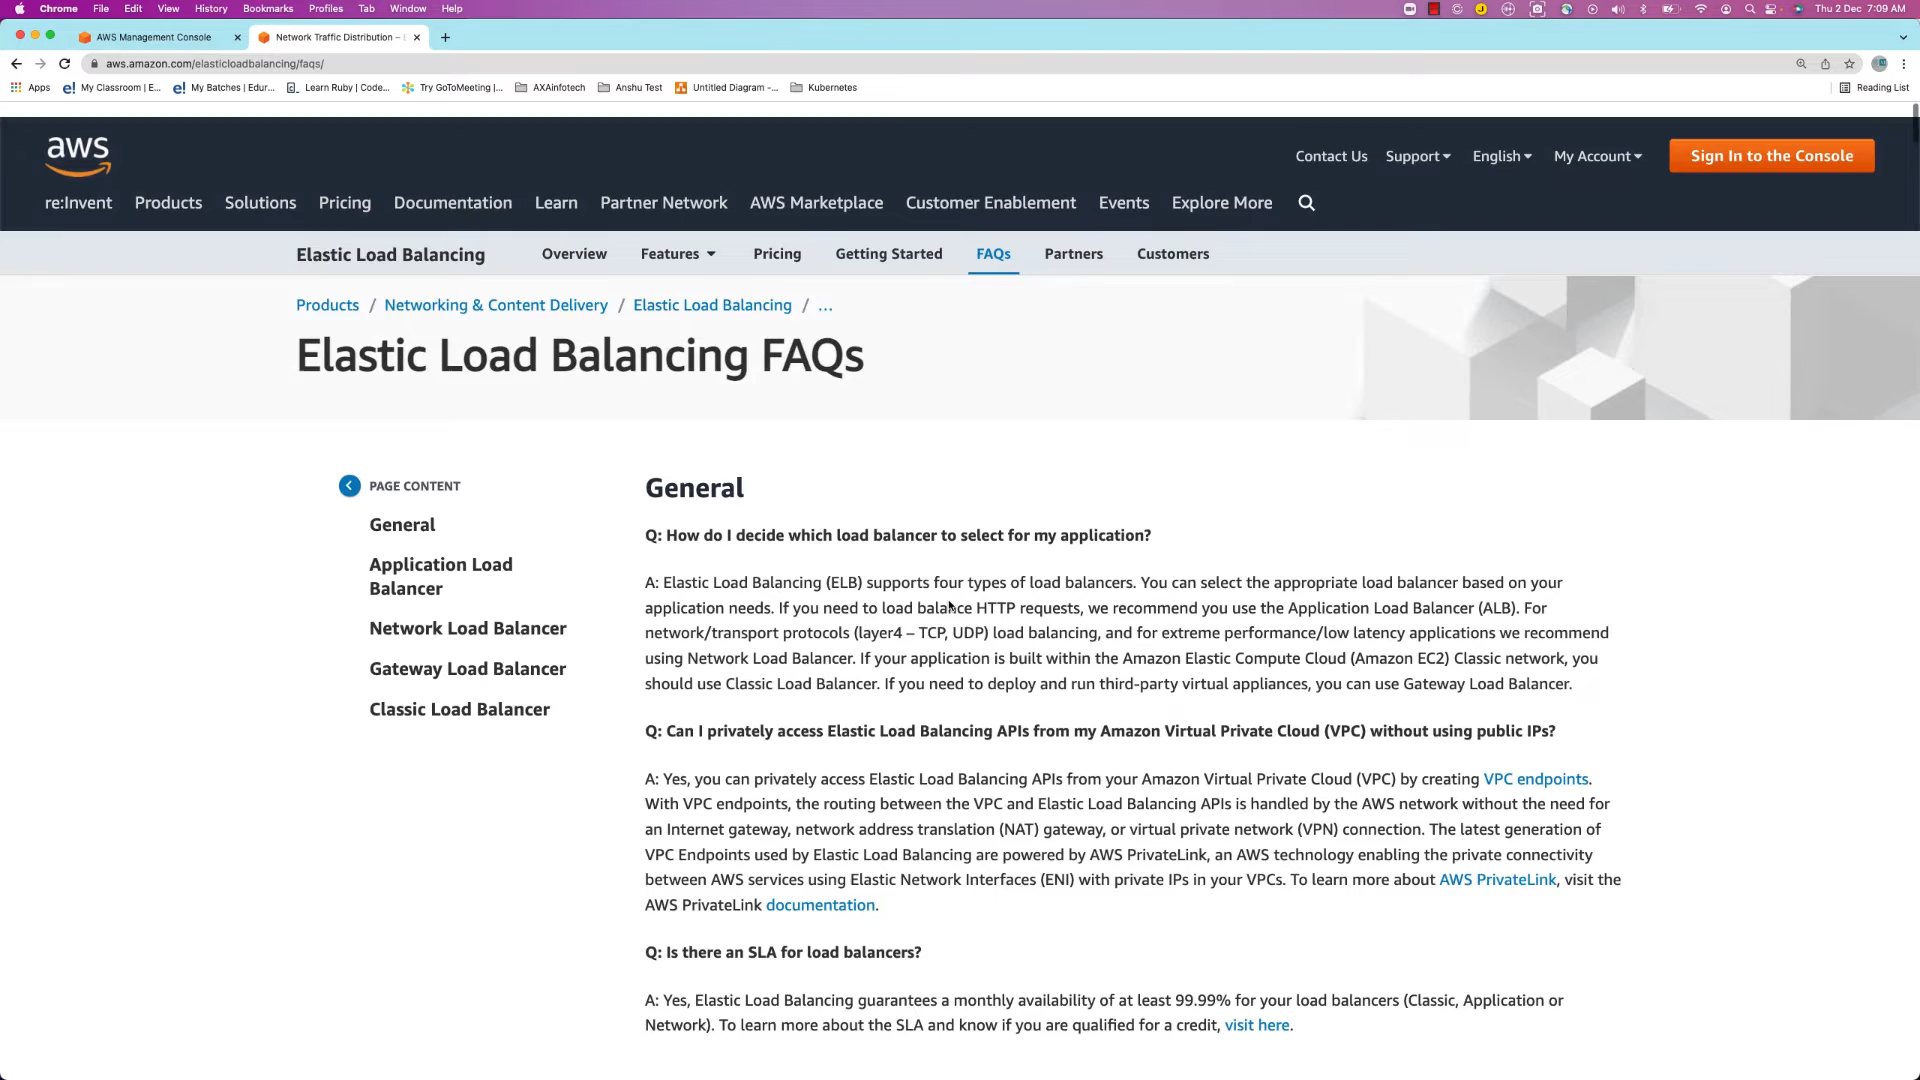 Chrome File Edit View History Bookmarks Profiles Tab Window Help Thu 2 Dec 7:09 AM
AWS Management Console Network Traffic Distribution –
aws.amazon.com/elasticloadbalancing/faqs/
Apps My Classroom | E... My Batches | Edur... Learn Ruby | Code... Try GoToMeeting |... AXAinfotech Anshu Test Untitled Diagram -... Kubernetes Reading List
aws Contact Us Support English My Account Sign In to the Console
re:Invent Products Solutions Pricing Documentation Learn Partner Network AWS Marketplace Customer Enablement Events Explore More
Elastic Load Balancing Overview Features Pricing Getting Started FAQs Partners Customers
Products / Networking & Content Delivery / Elastic Load Balancing / ...
Elastic Load Balancing FAQs
PAGE CONTENT
General
Application Load
Balancer
Network Load Balancer
Gateway Load Balancer
Classic Load Balancer
General
Q: How do I decide which load balancer to select for my application?
A: Elastic Load Balancing (ELB) supports four types of load balancers. You can select the appropriate load balancer based on your
application needs. If you need to load balance HTTP requests, we recommend you use the Application Load Balancer (ALB). For
network/transport protocols (layer4 – TCP, UDP) load balancing, and for extreme performance/low latency applications we recommend
using Network Load Balancer. If your application is built within the Amazon Elastic Compute Cloud (Amazon EC2) Classic network, you
should use Classic Load Balancer. If you need to deploy and run third-party virtual appliances, you can use Gateway Load Balancer.
Q: Can I privately access Elastic Load Balancing APIs from my Amazon Virtual Private Cloud (VPC) without using public IPs?
A: Yes, you can privately access Elastic Load Balancing APIs from your Amazon Virtual Private Cloud (VPC) by creating VPC endpoints.
With VPC endpoints, the routing between the VPC and Elastic Load Balancing APIs is handled by the AWS network without the need for
an Internet gateway, network address translation (NAT) gateway, or virtual private network (VPN) connection. The latest generation of
VPC Endpoints used by Elastic Load Balancing are powered by AWS PrivateLink, an AWS technology enabling the private connectivity
between AWS services using Elastic Network Interfaces (ENI) with private IPs in your VPCs. To learn more about AWS PrivateLink, visit the
AWS PrivateLink documentation.
Q: Is there an SLA for load balancers?
A: Yes, Elastic Load Balancing guarantees a monthly availability of at least 99.99% for your load balancers (Classic, Application or
Network). To learn more about the SLA and know if you are qualified for a credit, visit here.